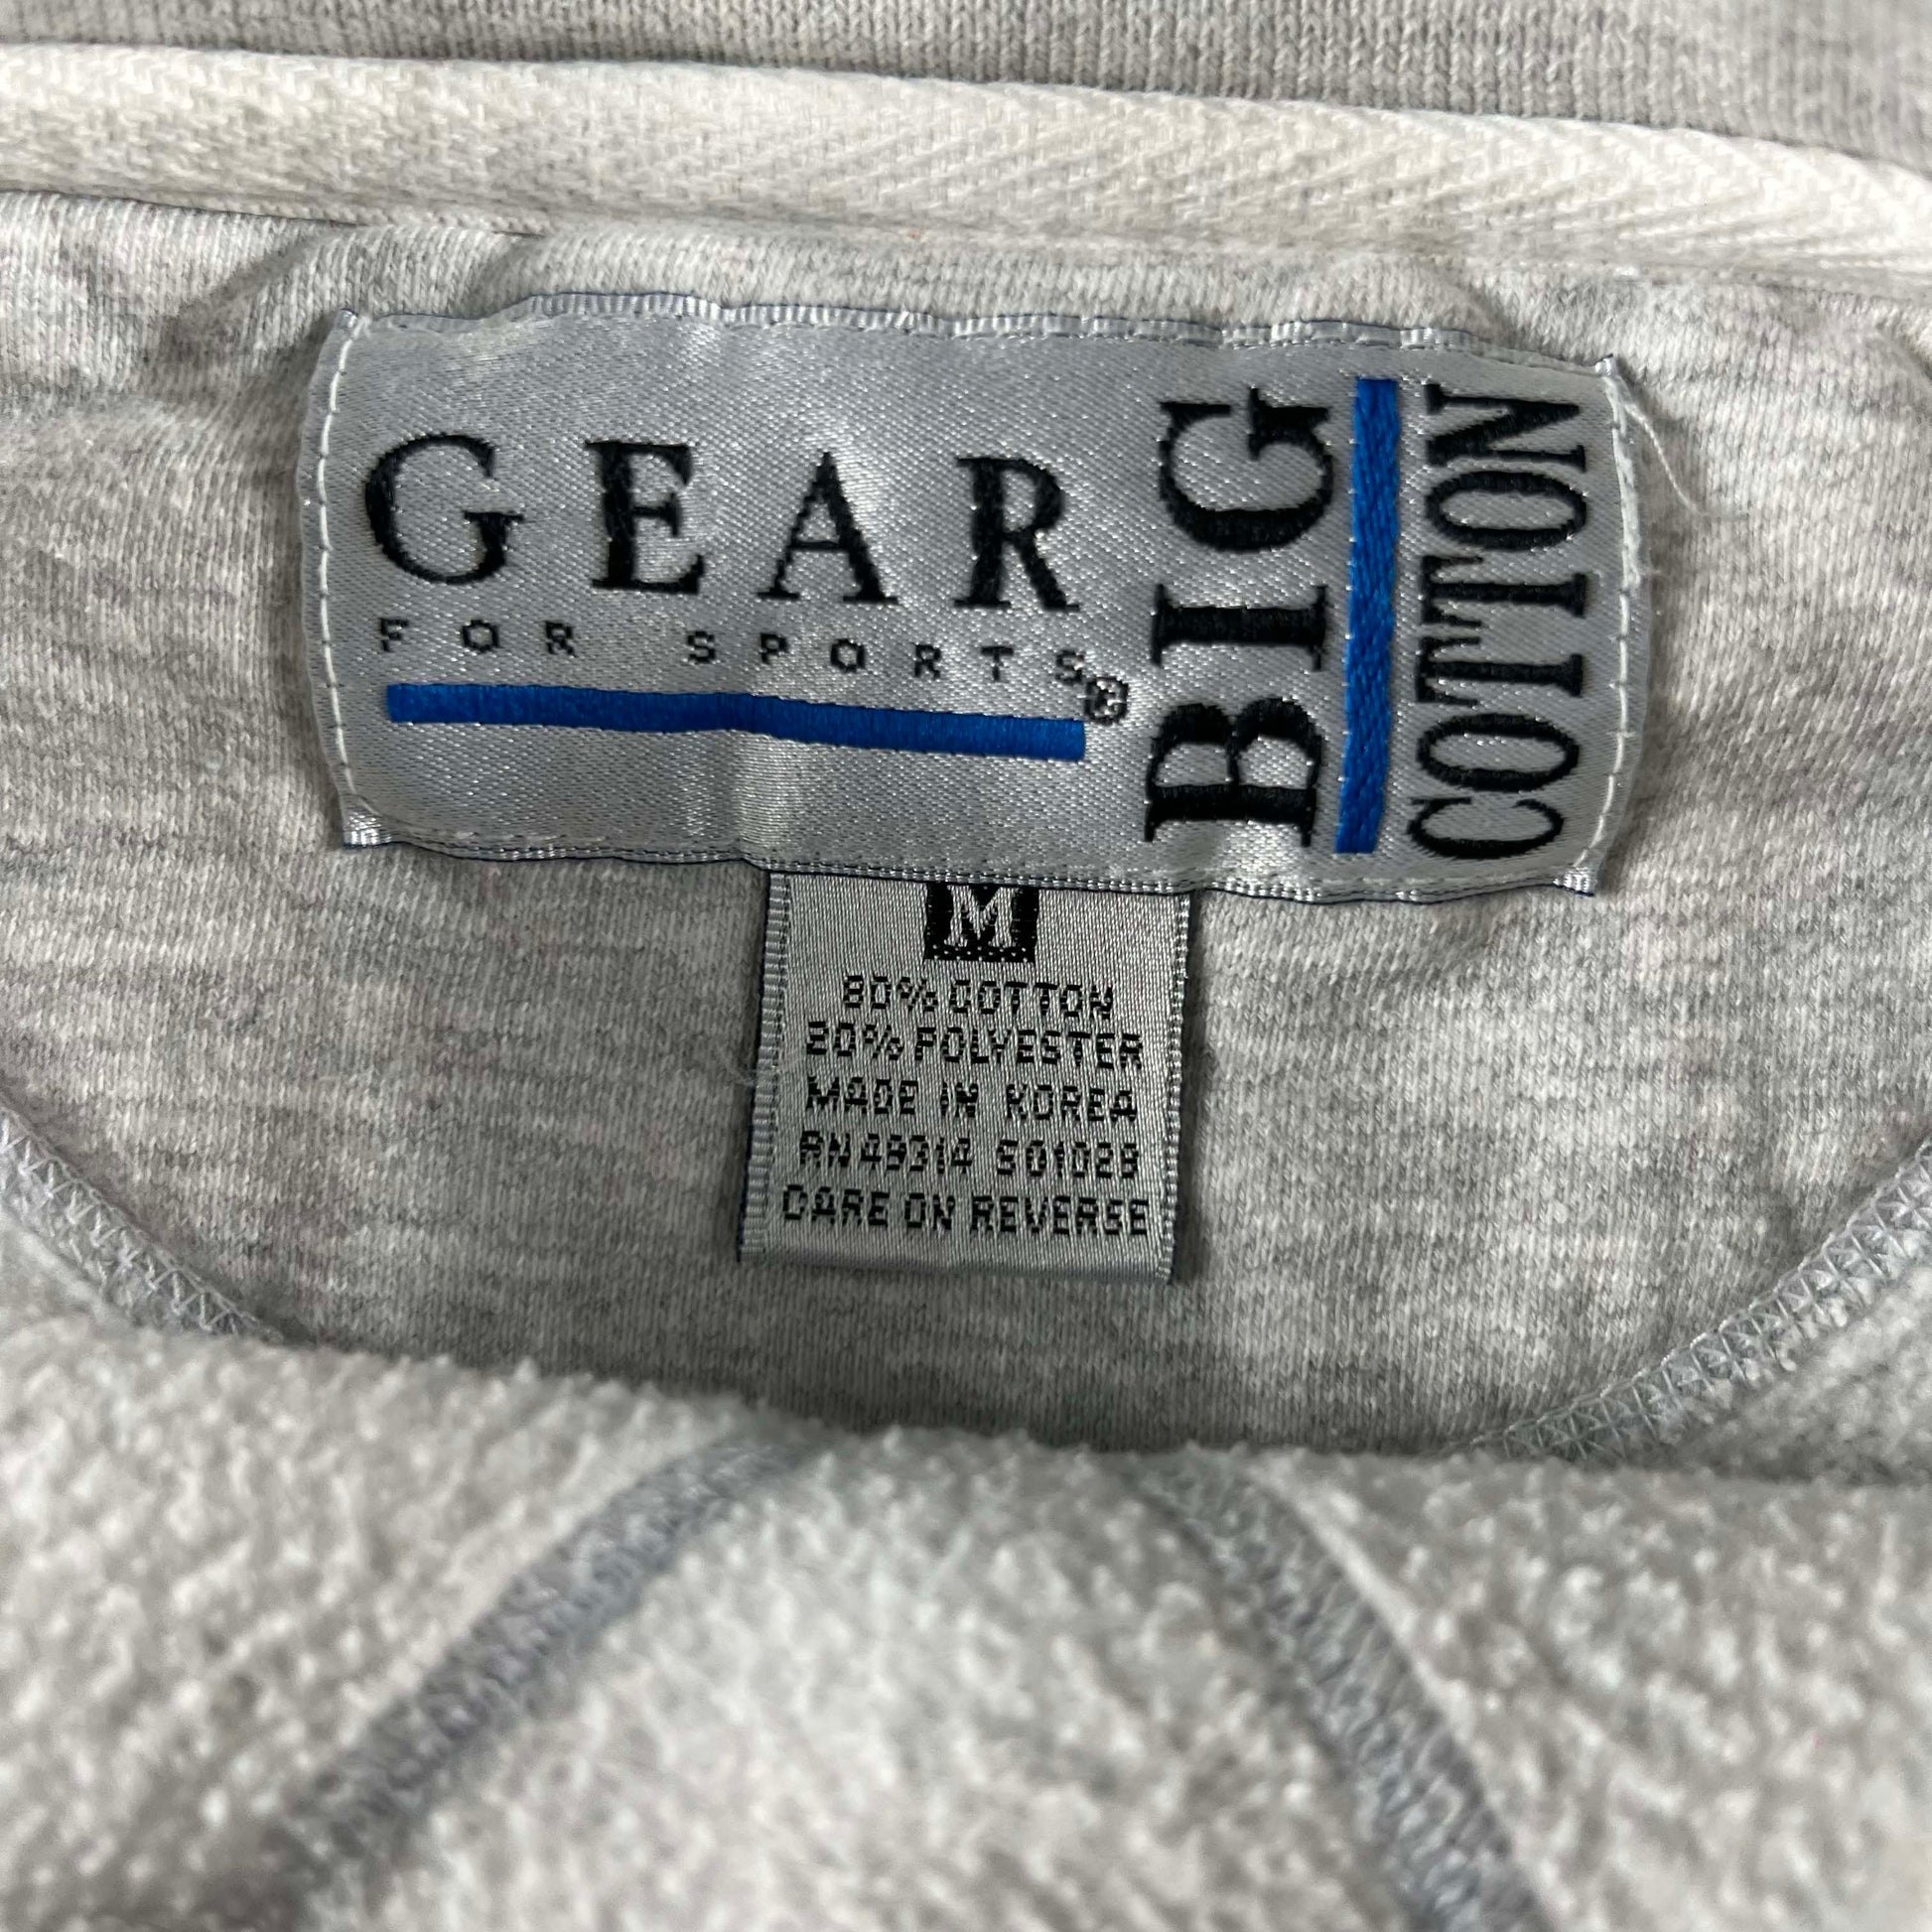 GEAR
FOR SPORTS®
BIG
COTTON
M
80% COTTON
20% POLYESTER
MADE IN KOREA
RN 49314 S01029
CARE ON REVERSE